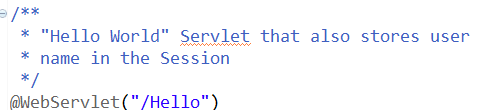 /**
* "Hello World" Servlet that also stores user
* name in the Session
*/
@WebServlet("/Hello")